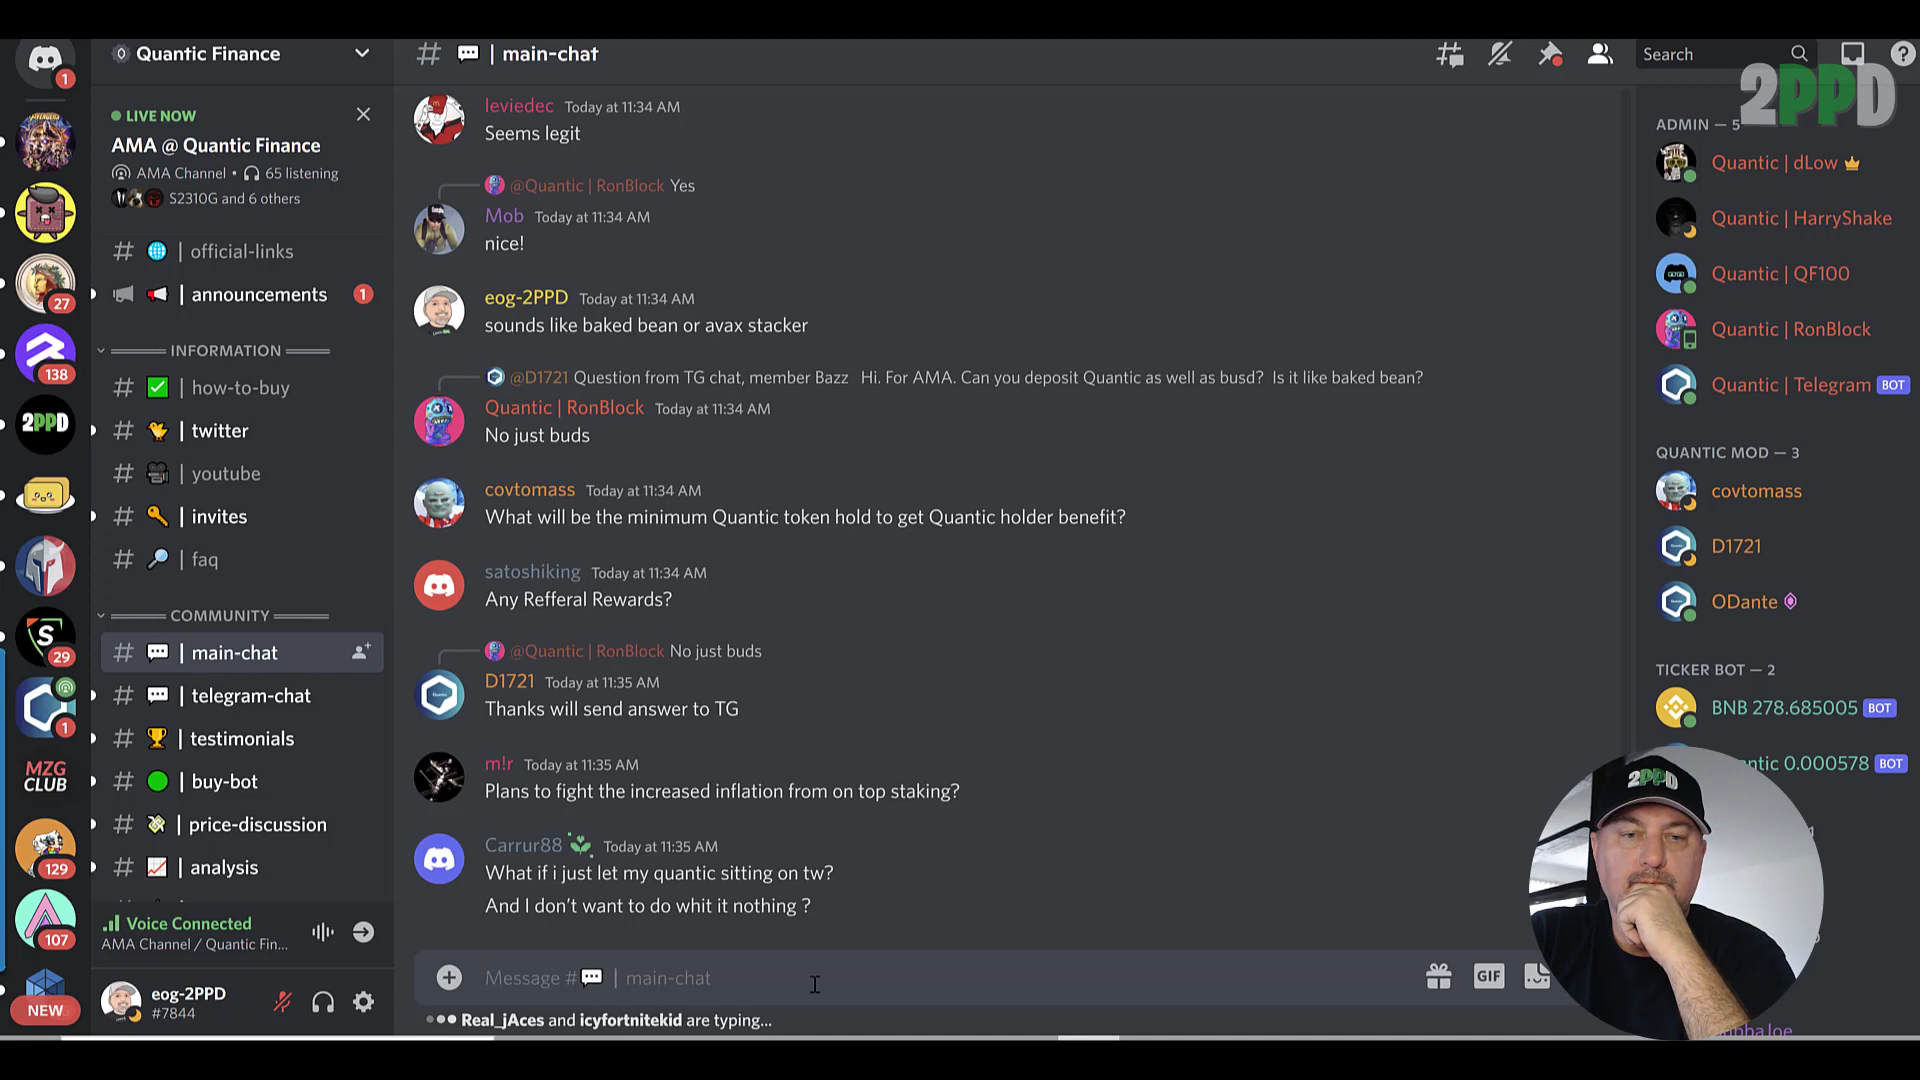 Quantic Finance
LIVE NOW
AMA @ Quantic Finance
AMA Channel • 65 listening
S2310G and 6 others
# | official-links
| announcements 1
INFORMATION
# | how-to-buy
# | twitter
# | youtube
# | invites
# | faq
COMMUNITY
# | main-chat
# | telegram-chat
# | testimonials
# | buy-bot
# | price-discussion
# | analysis
Voice Connected
AMA Channel / Quantic Fin...
eog-2PPD
#7844
1
27
138
2PPD
29
1
MZG
CLUB
129
107
NEW
# | main-chat
Search
2PPD
leviedec Today at 11:34 AM
Seems legit
@Quantic | RonBlock Yes
Mob Today at 11:34 AM
nice!
eog-2PPD Today at 11:34 AM
sounds like baked bean or avax stacker
@D1721 Question from TG chat, member Bazz Hi. For AMA. Can you deposit Quantic as well as busd? Is it like baked bean?
Quantic | RonBlock Today at 11:34 AM
No just buds
covtomass Today at 11:34 AM
What will be the minimum Quantic token hold to get Quantic holder benefit?
satoshiking Today at 11:34 AM
Any Refferal Rewards?
@Quantic | RonBlock No just buds
D1721 Today at 11:35 AM
Thanks will send answer to TG
m!r Today at 11:35 AM
Plans to fight the increased inflation from on top staking?
Carrur88 Today at 11:35 AM
What if i just let my quantic sitting on tw?
And I don't want to do whit it nothing ?
Message # | main-chat
GIF
Real_jAces and icyfortnitekid are typing...
ADMIN — 5
Quantic | dLow
Quantic | HarryShake
Quantic | QF100
Quantic | RonBlock
Quantic | Telegram BOT
QUANTIC MOD — 3
covtomass
D1721
ODante
TICKER BOT — 2
BNB 278.685005 BOT
ntic 0.000578 BOT
2PPD